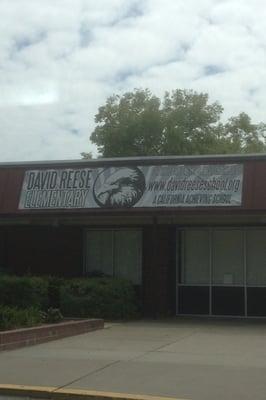 DAVID REESE
ELEMENTARY
www.davidreeseschool.org
A CALIFORNIA ACHIEVING SCHOOL